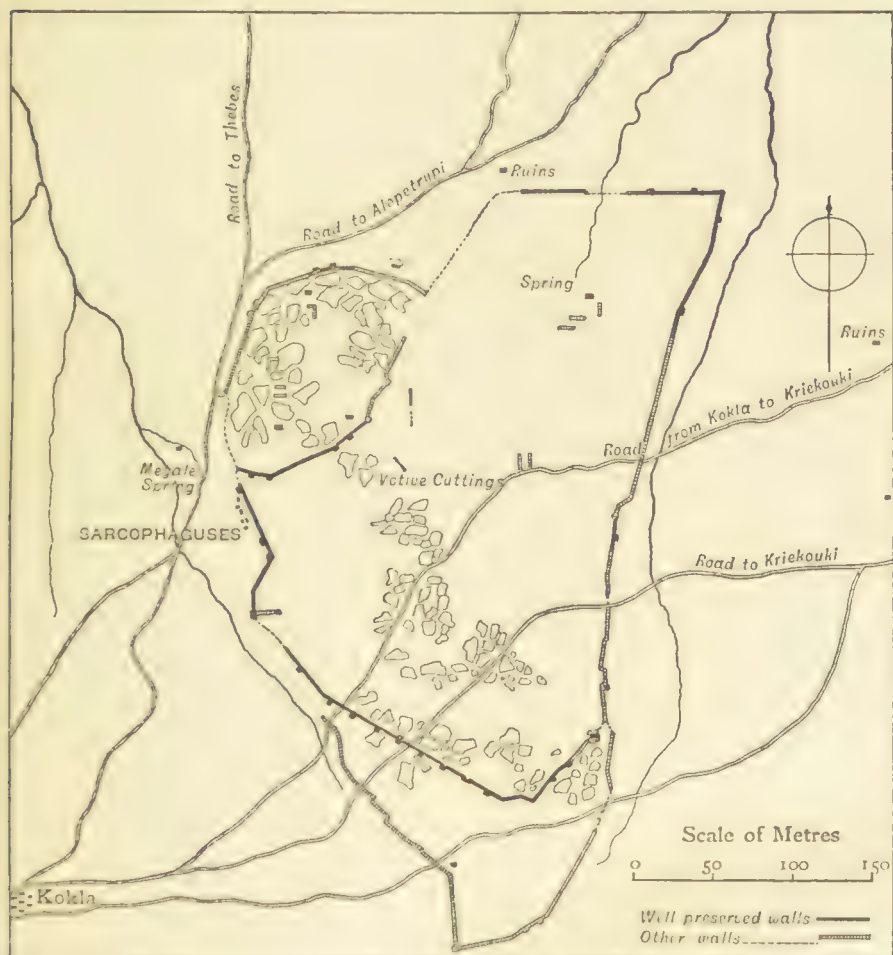 Road to Thebes
Road to Alopetrupi
Ruins
Spring
Ruins
Road from Kokla to Kriekouki
Megale
Spring
Votive Cuttings
SARCOPHAGUSES
Road to Kriekouki
Scale of Metres
0 50 100 150
Kokla
Well preserved walls
Other walls